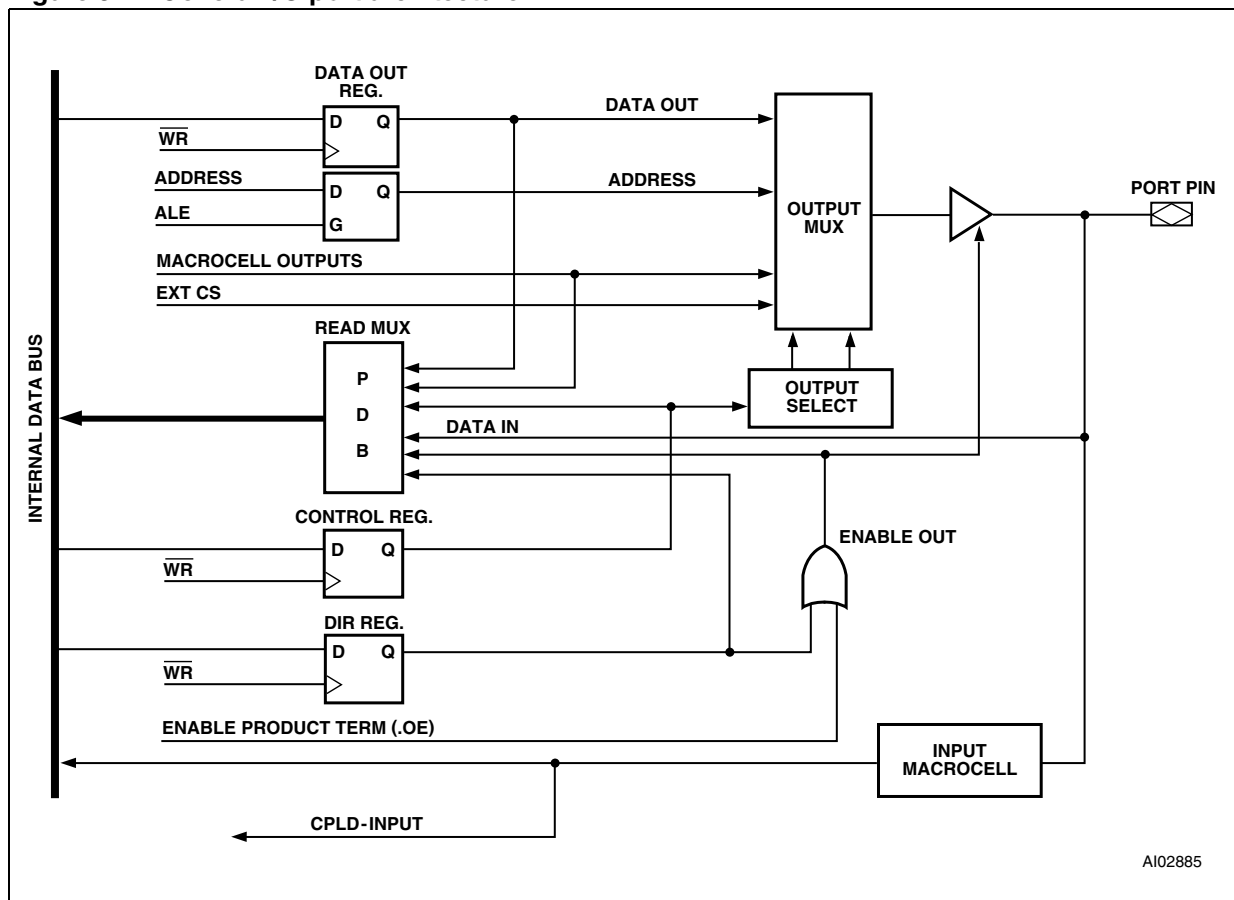 DATA OUT
REG.
DATA OUT
D Q
WR
ADDRESS
ADDRESS
D Q
ALE
G
OUTPUT
MUX
PORT PIN
MACROCELL OUTPUTS
EXT CS
READ MUX
P
D
B
OUTPUT
SELECT
DATA IN
INTERNAL DATA BUS
CONTROL REG.
D Q
WR
ENABLE OUT
DIR REG.
D Q
WR
ENABLE PRODUCT TERM (.OE)
INPUT
MACROCELL
CPLD-INPUT
AI02885